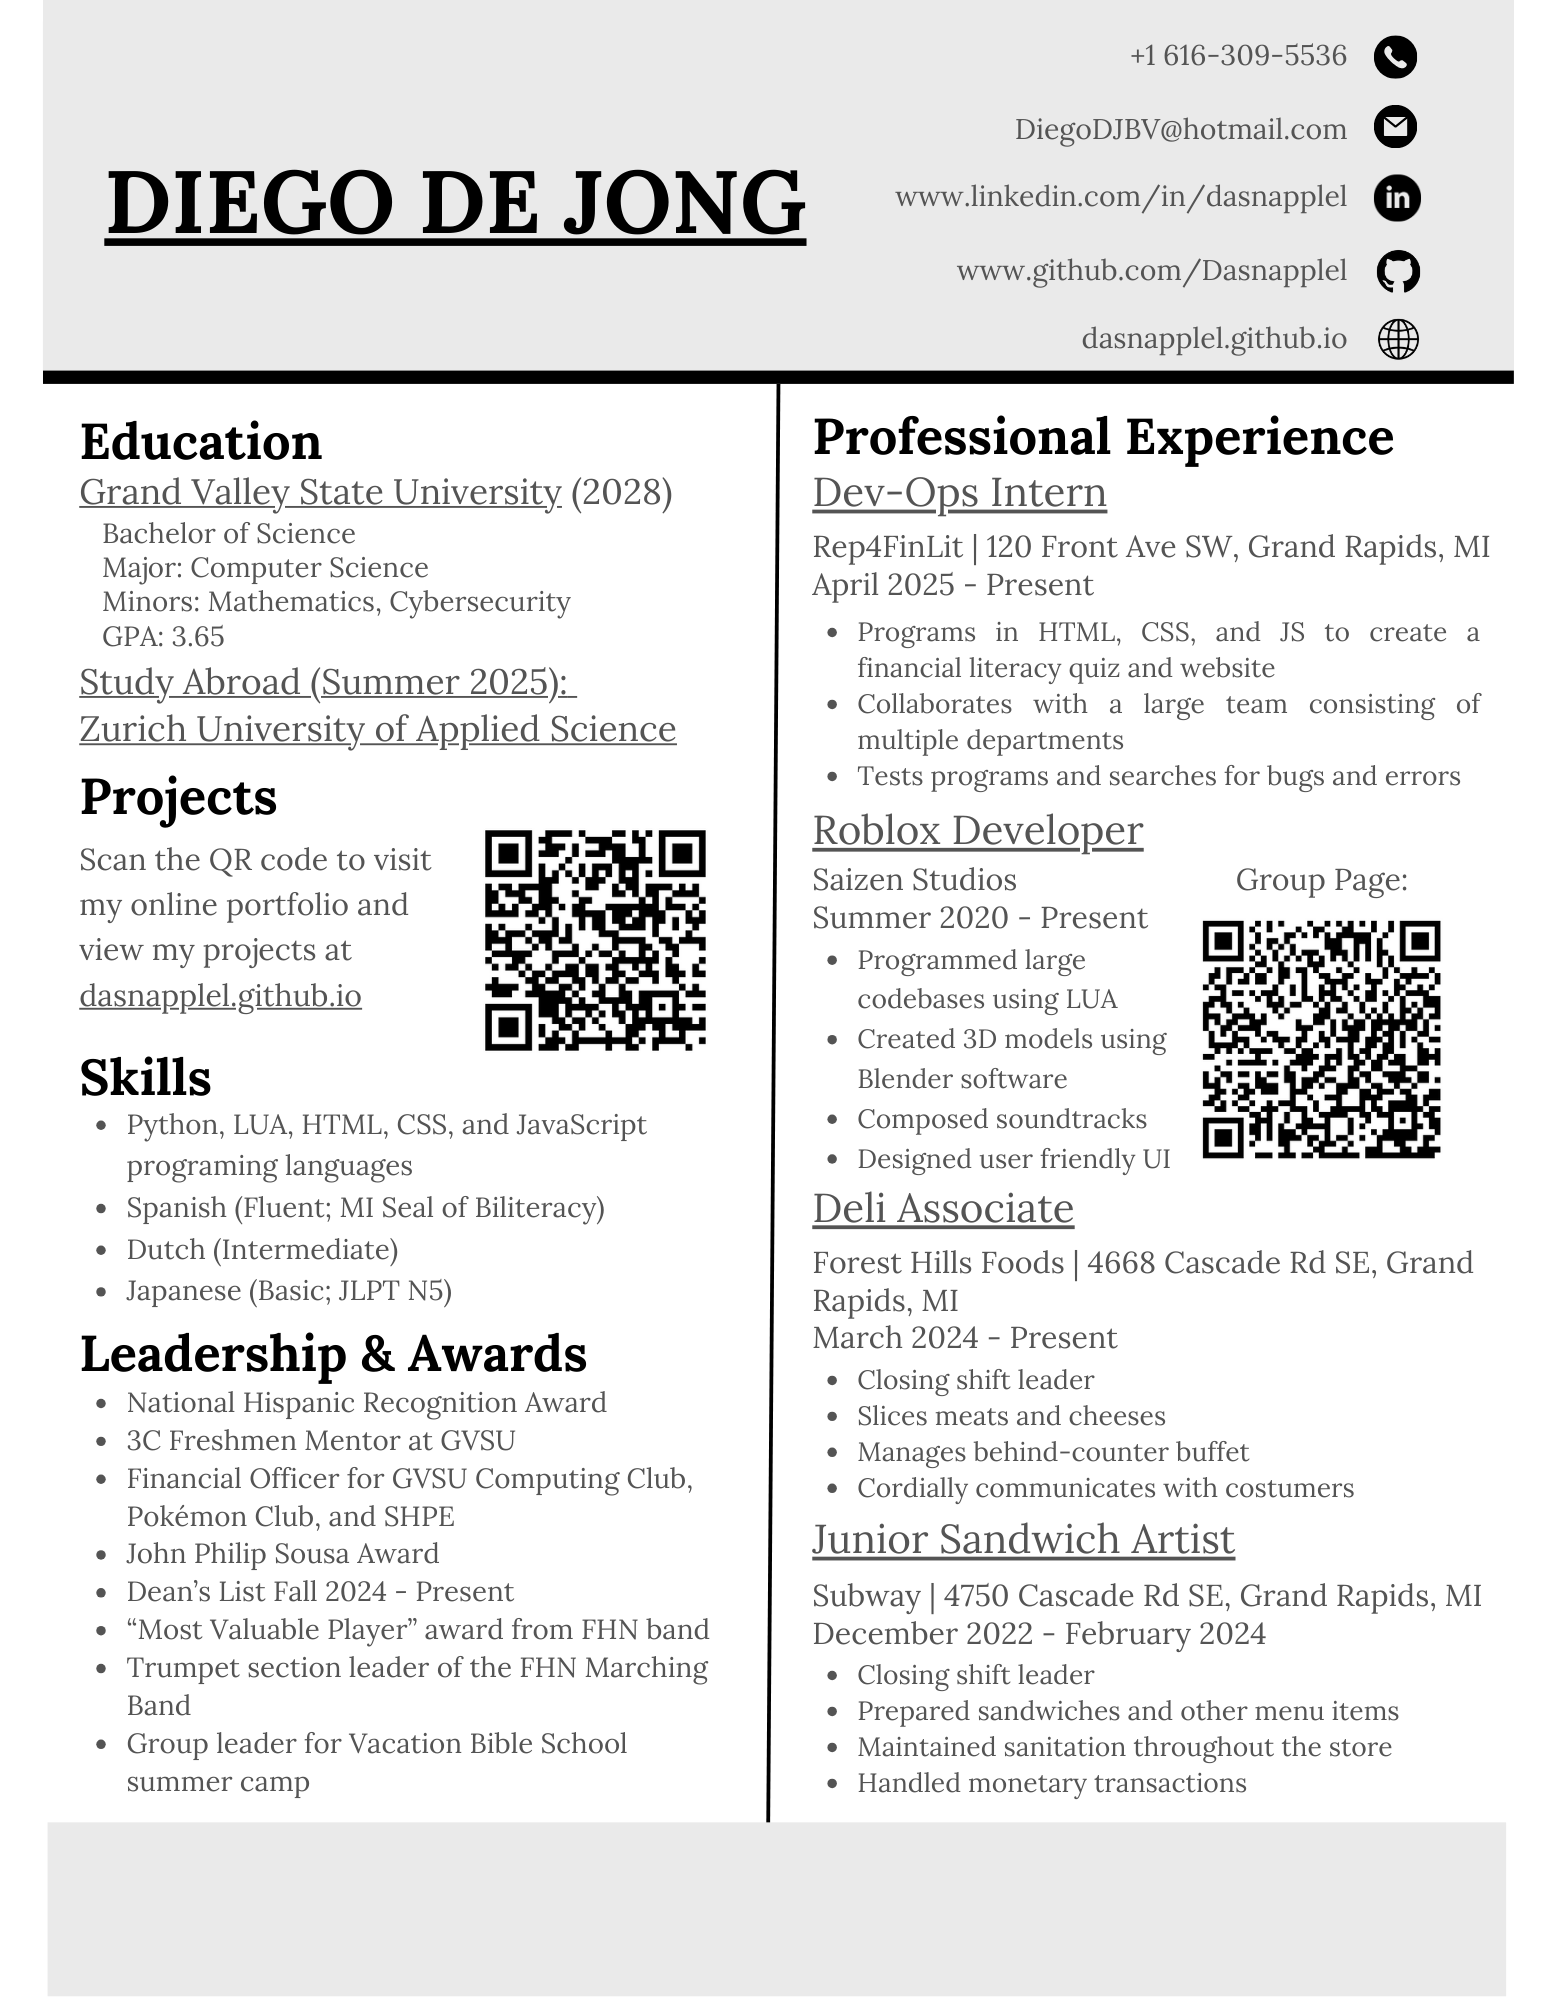 +1 616-309-5536
DiegoDJBV@hotmail.com
DIEGO DE JONG
www.linkedin.com/in/dasnapplel
www.github.com/Dasnapplel
dasnapplel.github.io
Education
Grand Valley State University (2028)
Bachelor of Science
Major: Computer Science
Minors: Mathematics, Cybersecurity
GPA: 3.65
Study Abroad (Summer 2025):
Zurich University of Applied Science
Projects
Scan the QR code to visit
my online portfolio and
view my projects at
dasnapplel.github.io
Skills
• Python, LUA, HTML, CSS, and JavaScript
programing languages
• Spanish (Fluent; MI Seal of Biliteracy)
• Dutch (Intermediate)
• Japanese (Basic; JLPT N5)
Leadership & Awards
• National Hispanic Recognition Award
• 3C Freshmen Mentor at GVSU
• Financial Officer for GVSU Computing Club,
Pokémon Club, and SHPE
• John Philip Sousa Award
• Dean’s List Fall 2024 - Present
• “Most Valuable Player” award from FHN band
• Trumpet section leader of the FHN Marching
Band
• Group leader for Vacation Bible School
summer camp
Professional Experience
Dev-Ops Intern
Rep4FinLit | 120 Front Ave SW, Grand Rapids, MI
April 2025 - Present
• Programs in HTML, CSS, and JS to create a
financial literacy quiz and website
• Collaborates with a large team consisting of
multiple departments
• Tests programs and searches for bugs and errors
Roblox Developer
Saizen Studios
Summer 2020 - Present
Group Page:
• Programmed large
codebases using LUA
• Created 3D models using
Blender software
• Composed soundtracks
• Designed user friendly UI
Deli Associate
Forest Hills Foods | 4668 Cascade Rd SE, Grand
Rapids, MI
March 2024 - Present
• Closing shift leader
• Slices meats and cheeses
• Manages behind-counter buffet
• Cordially communicates with costumers
Junior Sandwich Artist
Subway | 4750 Cascade Rd SE, Grand Rapids, MI
December 2022 - February 2024
• Closing shift leader
• Prepared sandwiches and other menu items
• Maintained sanitation throughout the store
• Handled monetary transactions